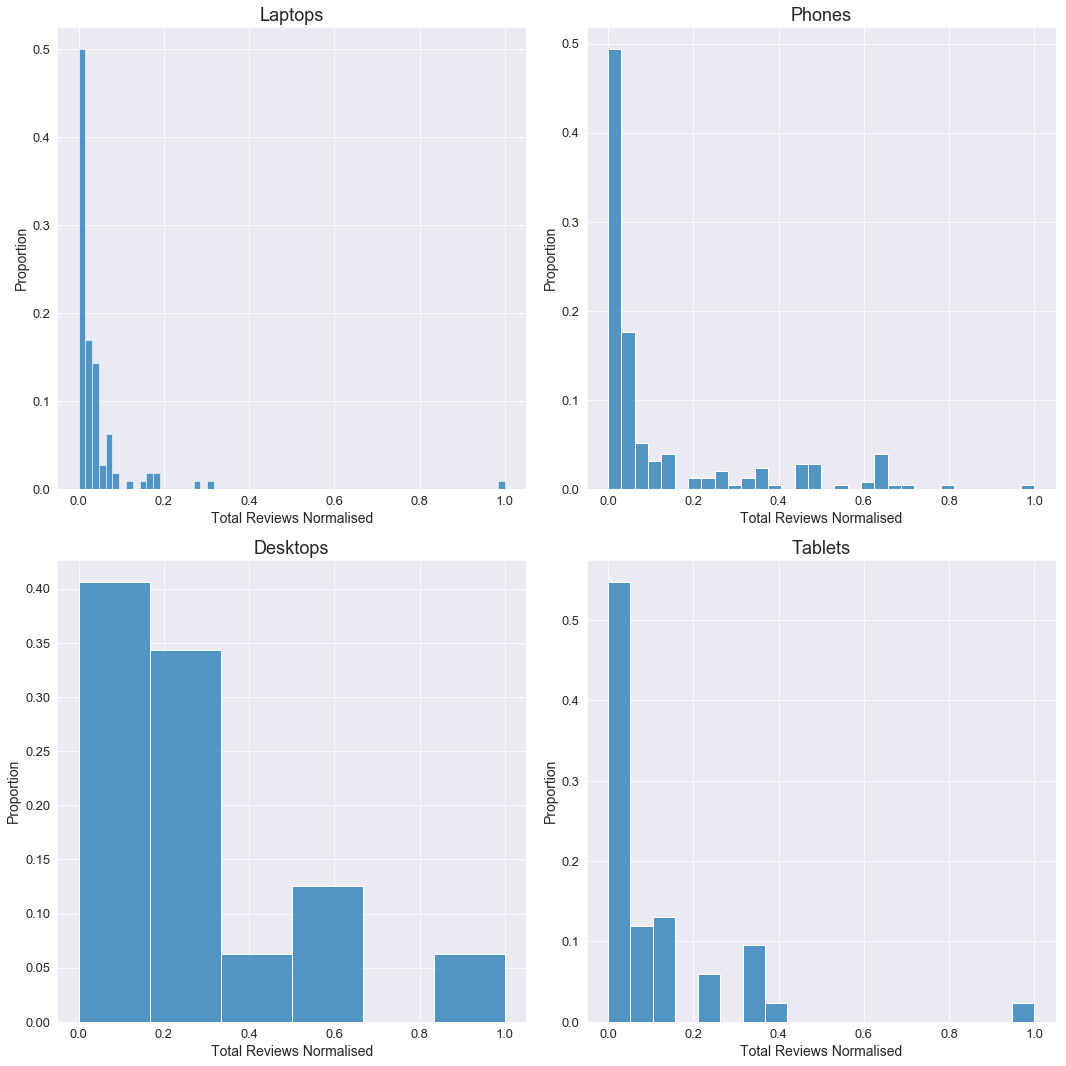 Laptops
Phones
0.5
0.4
0.3
0.2
0.1
0.0
Proportion
0.0 0.2 0.4 0.6 0.8 1.0
Total Reviews Normalised
0.5
0.4
0.3
0.2
0.1
0.0
Proportion
0.0 0.2 0.4 0.6 0.8 1.0
Total Reviews Normalised
Desktops
Tablets
0.40
0.35
0.30
0.25
0.20
0.15
0.10
0.05
0.00
Proportion
0.0 0.2 0.4 0.6 0.8 1.0
Total Reviews Normalised
0.5
0.4
0.3
0.2
0.1
0.0
Proportion
0.0 0.2 0.4 0.6 0.8 1.0
Total Reviews Normalised